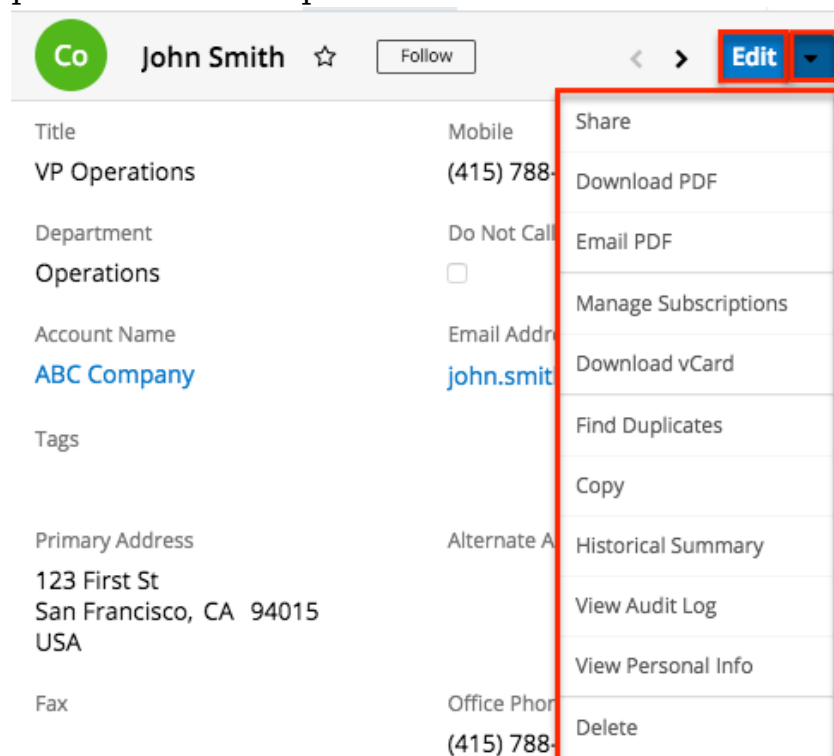 Co
John Smith
Follow
Edit
Title
VP Operations
Department
Operations
Account Name
ABC Company
Tags
Primary Address
123 First St
San Francisco, CA 94015
USA
Fax
Mobile
(415) 788-
Do Not Call
Email Addre
john.smit
Alternate A
Office Phon
(415) 788-
Share
Download PDF
Email PDF
Manage Subscriptions
Download vCard
Find Duplicates
Copy
Historical Summary
View Audit Log
View Personal Info
Delete